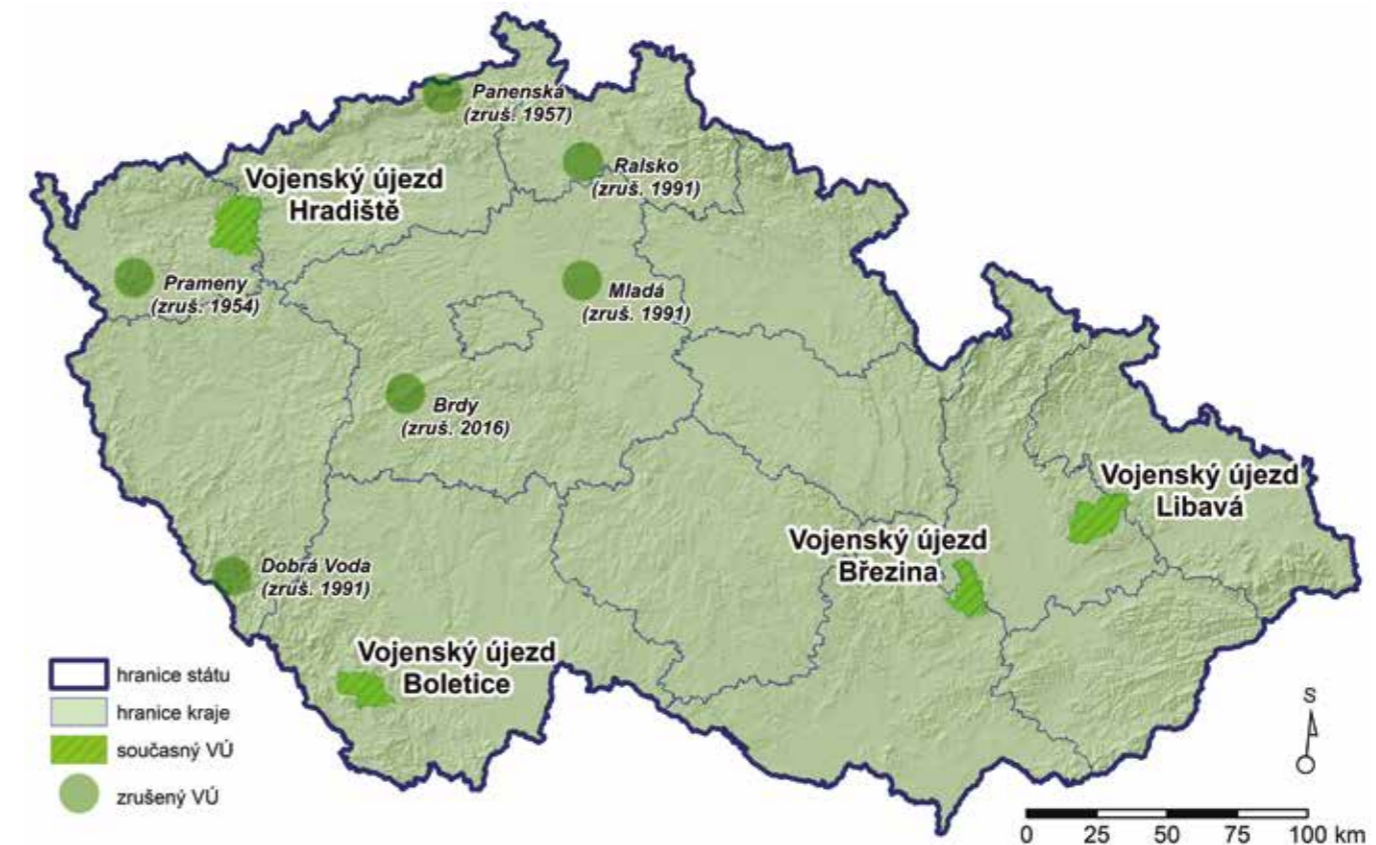 Panenská
(zruš. 1957)
Ralsko
(zruš. 1991)
Vojenský újezd
Hradiště
Prameny
(zruš. 1954)
Mladá
(zruš. 1991)
Brdy
(zruš. 2016)
Vojenský újezd
Libavá
Vojenský újezd
Březina
Dobrá Voda
(zruš. 1991)
Vojenský újezd
Boletice
hranice státu
hranice kraje
současný VÚ
zrušený VÚ
S
0 25 50 75 100 km